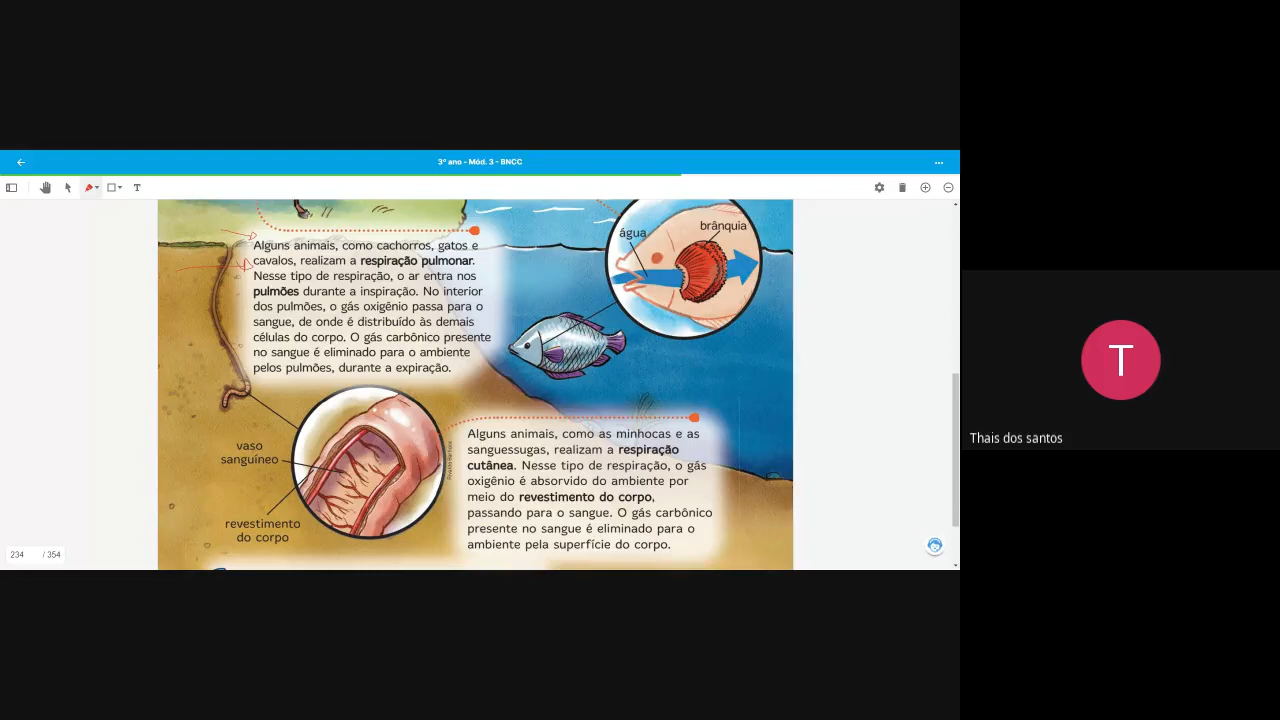 3º ano - Mód. 3 - BNCC
T
água
brânquia
Alguns animais, como cachorros, gatos e
cavalos, realizam a respiração pulmonar.
Nesse tipo de respiração, o ar entra nos
pulmões durante a inspiração. No interior
dos pulmões, o gás oxigênio passa para o
sangue, de onde é distribuído às demais
células do corpo. O gás carbônico presente
no sangue é eliminado para o ambiente
pelos pulmões, durante a expiração.
vaso
sanguíneo
revestimento
do corpo
Alguns animais, como as minhocas e as
sanguessugas, realizam a respiração
cutânea. Nesse tipo de respiração, o gás
oxigênio é absorvido do ambiente por
meio do revestimento do corpo,
passando para o sangue. O gás carbônico
presente no sangue é eliminado para o
ambiente pela superfície do corpo.
234 / 354
T
Thais dos santos